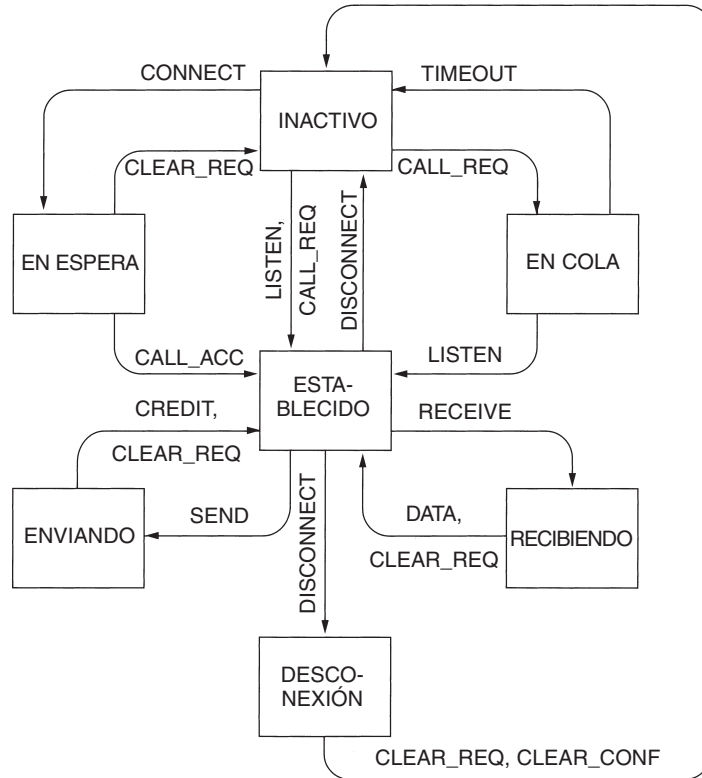 CONNECT
TIMEOUT
INACTIVO
CLEAR_REQ
CALL_REQ
LISTEN,
CALL_REQ
DISCONNECT
EN ESPERA
EN COLA
CALL_ACC
LISTEN
ESTA-
BLECIDO
CREDIT,
CLEAR_REQ
RECEIVE
ENVIANDO
SEND
DISCONNECT
DATA,
CLEAR_REQ
RECIBIENDO
DESCO-
NEXIÓN
CLEAR_REQ, CLEAR_CONF